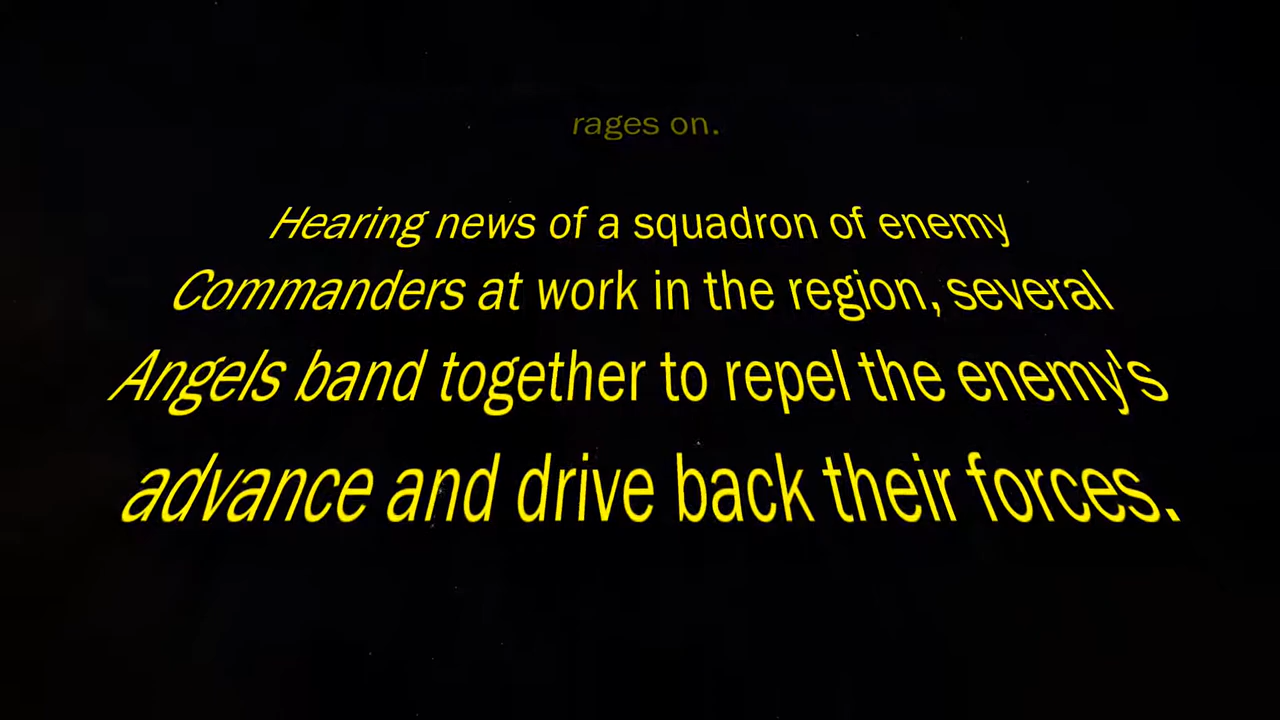 rages on.
Hearing news of a squadron of enemy
Commanders at work in the region, several
Angels band together to repel the enemy's
advance and drive back their forces.